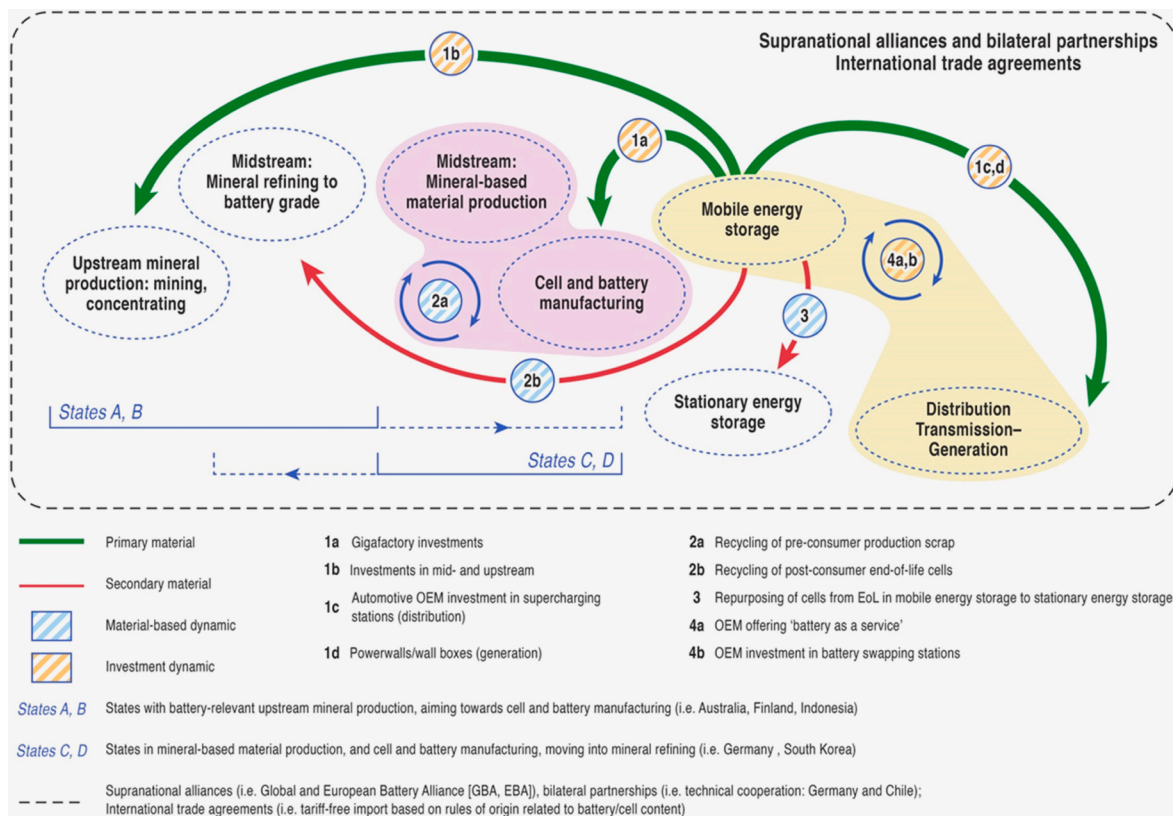 Supranational alliances and bilateral partnerships
International trade agreements
1b
1a
1c,d
Midstream:
Mineral refining to
battery grade
Midstream:
Mineral-based
material production
Mobile energy
storage
4a,b
Upstream mineral
production: mining,
concentrating
2a
Cell and battery
manufacturing
3
2b
Stationary energy
storage
Distribution
Transmission–
Generation
States A, B
States C, D
Primary material
Secondary material
Material-based dynamic
Investment dynamic
1a Gigafactory investments
1b Investments in mid- and upstream
1c Automotive OEM investment in supercharging
stations (distribution)
1d Powerwalls/wall boxes (generation)
2a Recycling of pre-consumer production scrap
2b Recycling of post-consumer end-of-life cells
3 Repurposing of cells from EoL in mobile energy storage to stationary energy storage
4a OEM offering ‘battery as a service’
4b OEM investment in battery swapping stations
States A, B States with battery-relevant upstream mineral production, aiming towards cell and battery manufacturing (i.e. Australia, Finland, Indonesia)
States C, D States in mineral-based material production, and cell and battery manufacturing, moving into mineral refining (i.e. Germany , South Korea)
Supranational alliances (i.e. Global and European Battery Alliance [GBA, EBA]), bilateral partnerships (i.e. technical cooperation: Germany and Chile);
International trade agreements (i.e. tariff-free import based on rules of origin related to battery/cell content)